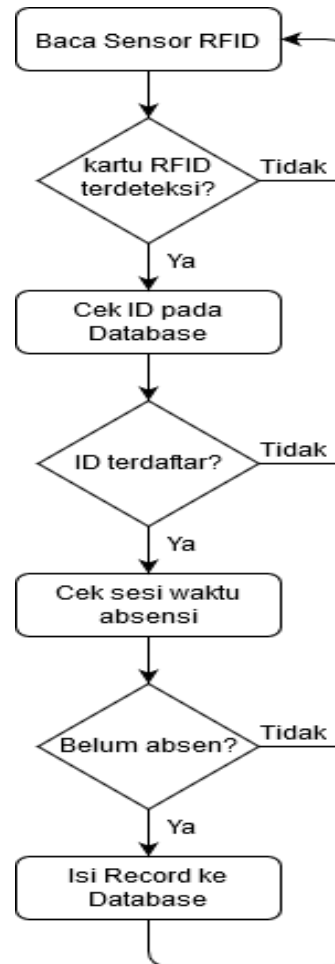 Baca Sensor RFID
kartu RFID
terdeteksi?
Tidak
Ya
Cek ID pada
Database
ID terdaftar?
Tidak
Ya
Cek sesi waktu
absensi
Belum absen?
Tidak
Ya
Isi Record ke
Database